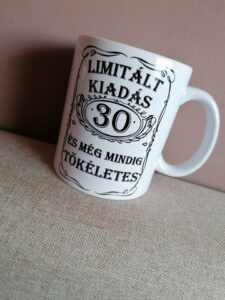 LIMITÁLT
KIADÁS
30
ÉS MÉG MINDIG
TÖKÉLETES